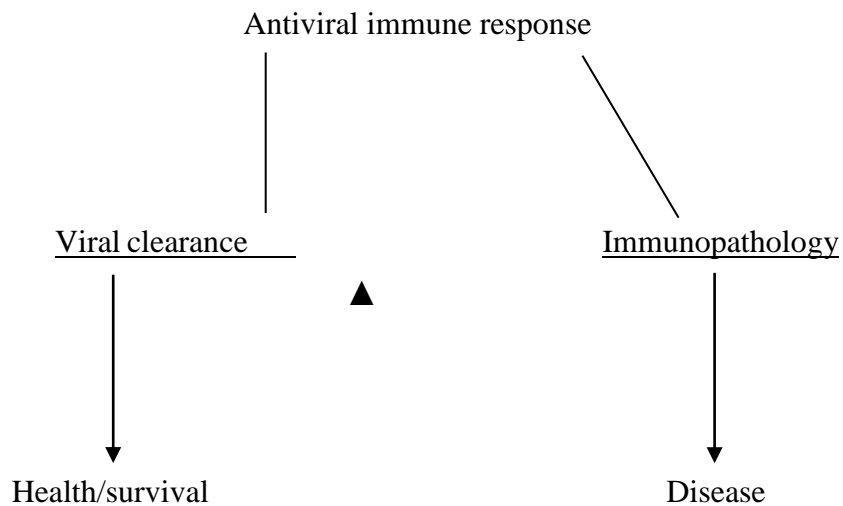 Antiviral immune response
Viral clearance
Immunopathology
Health/survival
Disease